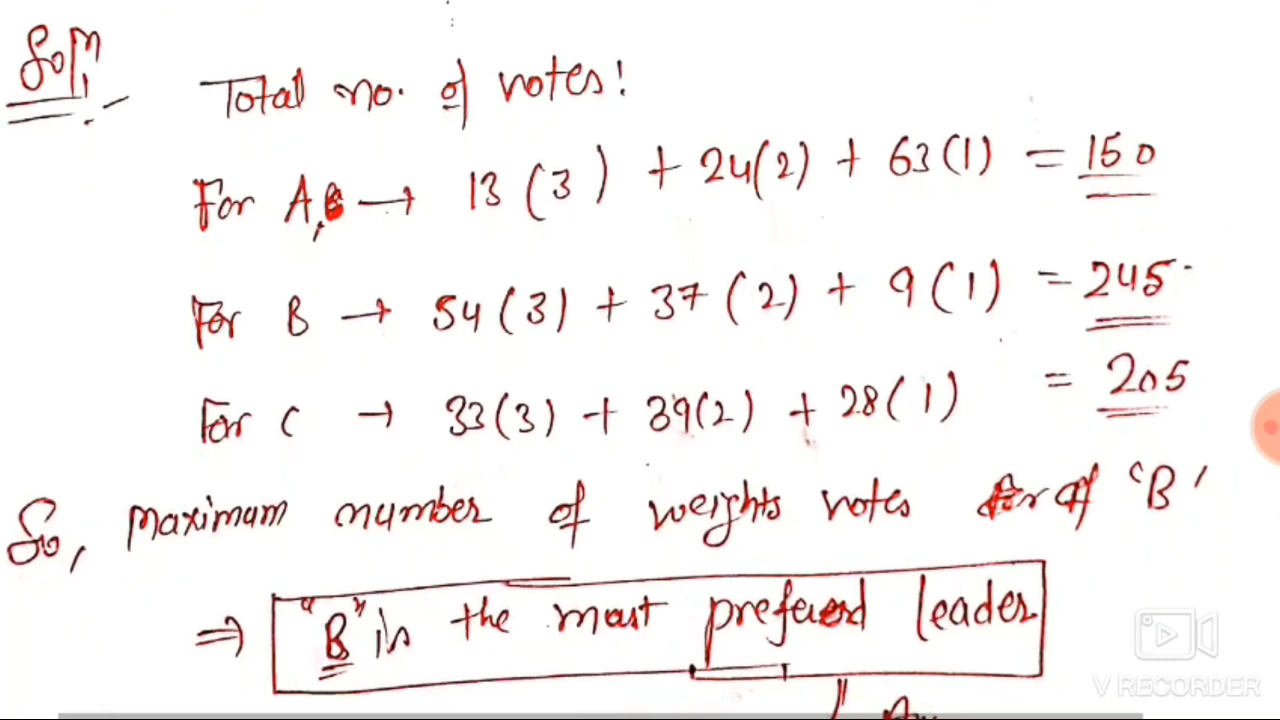 Soln.
Total no. of votes:
For A, → 13(3) + 24(2) + 63(1) = 150
For B → 54(3) + 37(2) + 9(1) = 245
For C → 33(3) + 39(2) + 28(1) = 205
So, Maximum number of weights votes of 'B'
⇒ "B" is the most prefered leader
V RECORDER